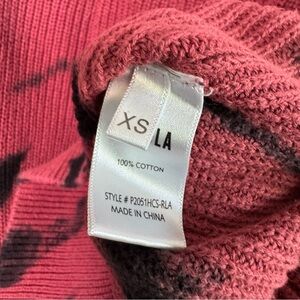 XS
LA
100% COTTON
STYLE # P2051HCS-RLA
MADE IN CHINA